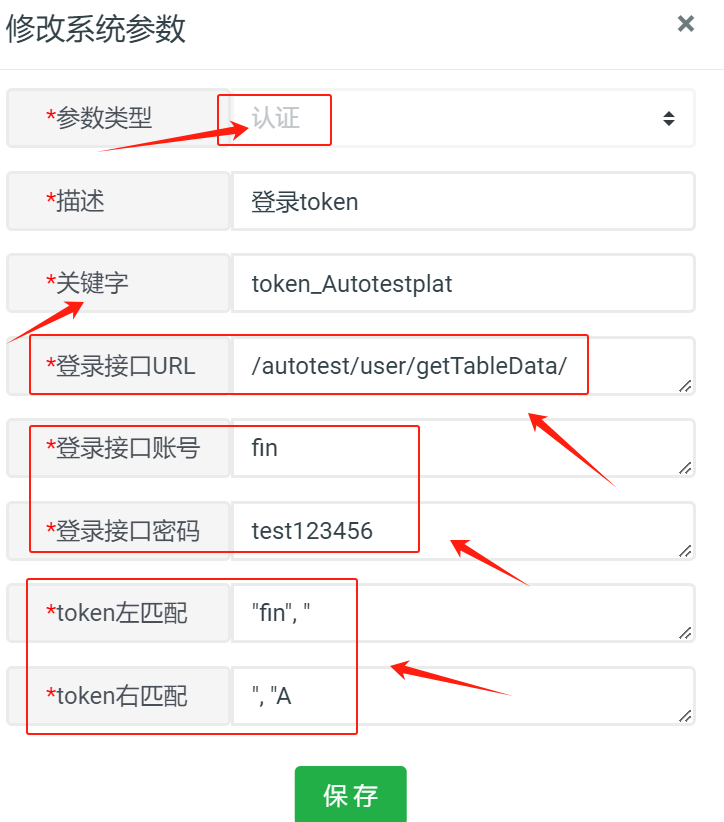 修改系统参数 ×
*参数类型 认证
*描述 登录token
*关键字 token_Autotestplat
*登录接口URL /autotest/user/getTableData/
*登录接口账号 fin
*登录接口密码 test123456
*token左匹配 "fin", "
*token右匹配 ", "A
保存